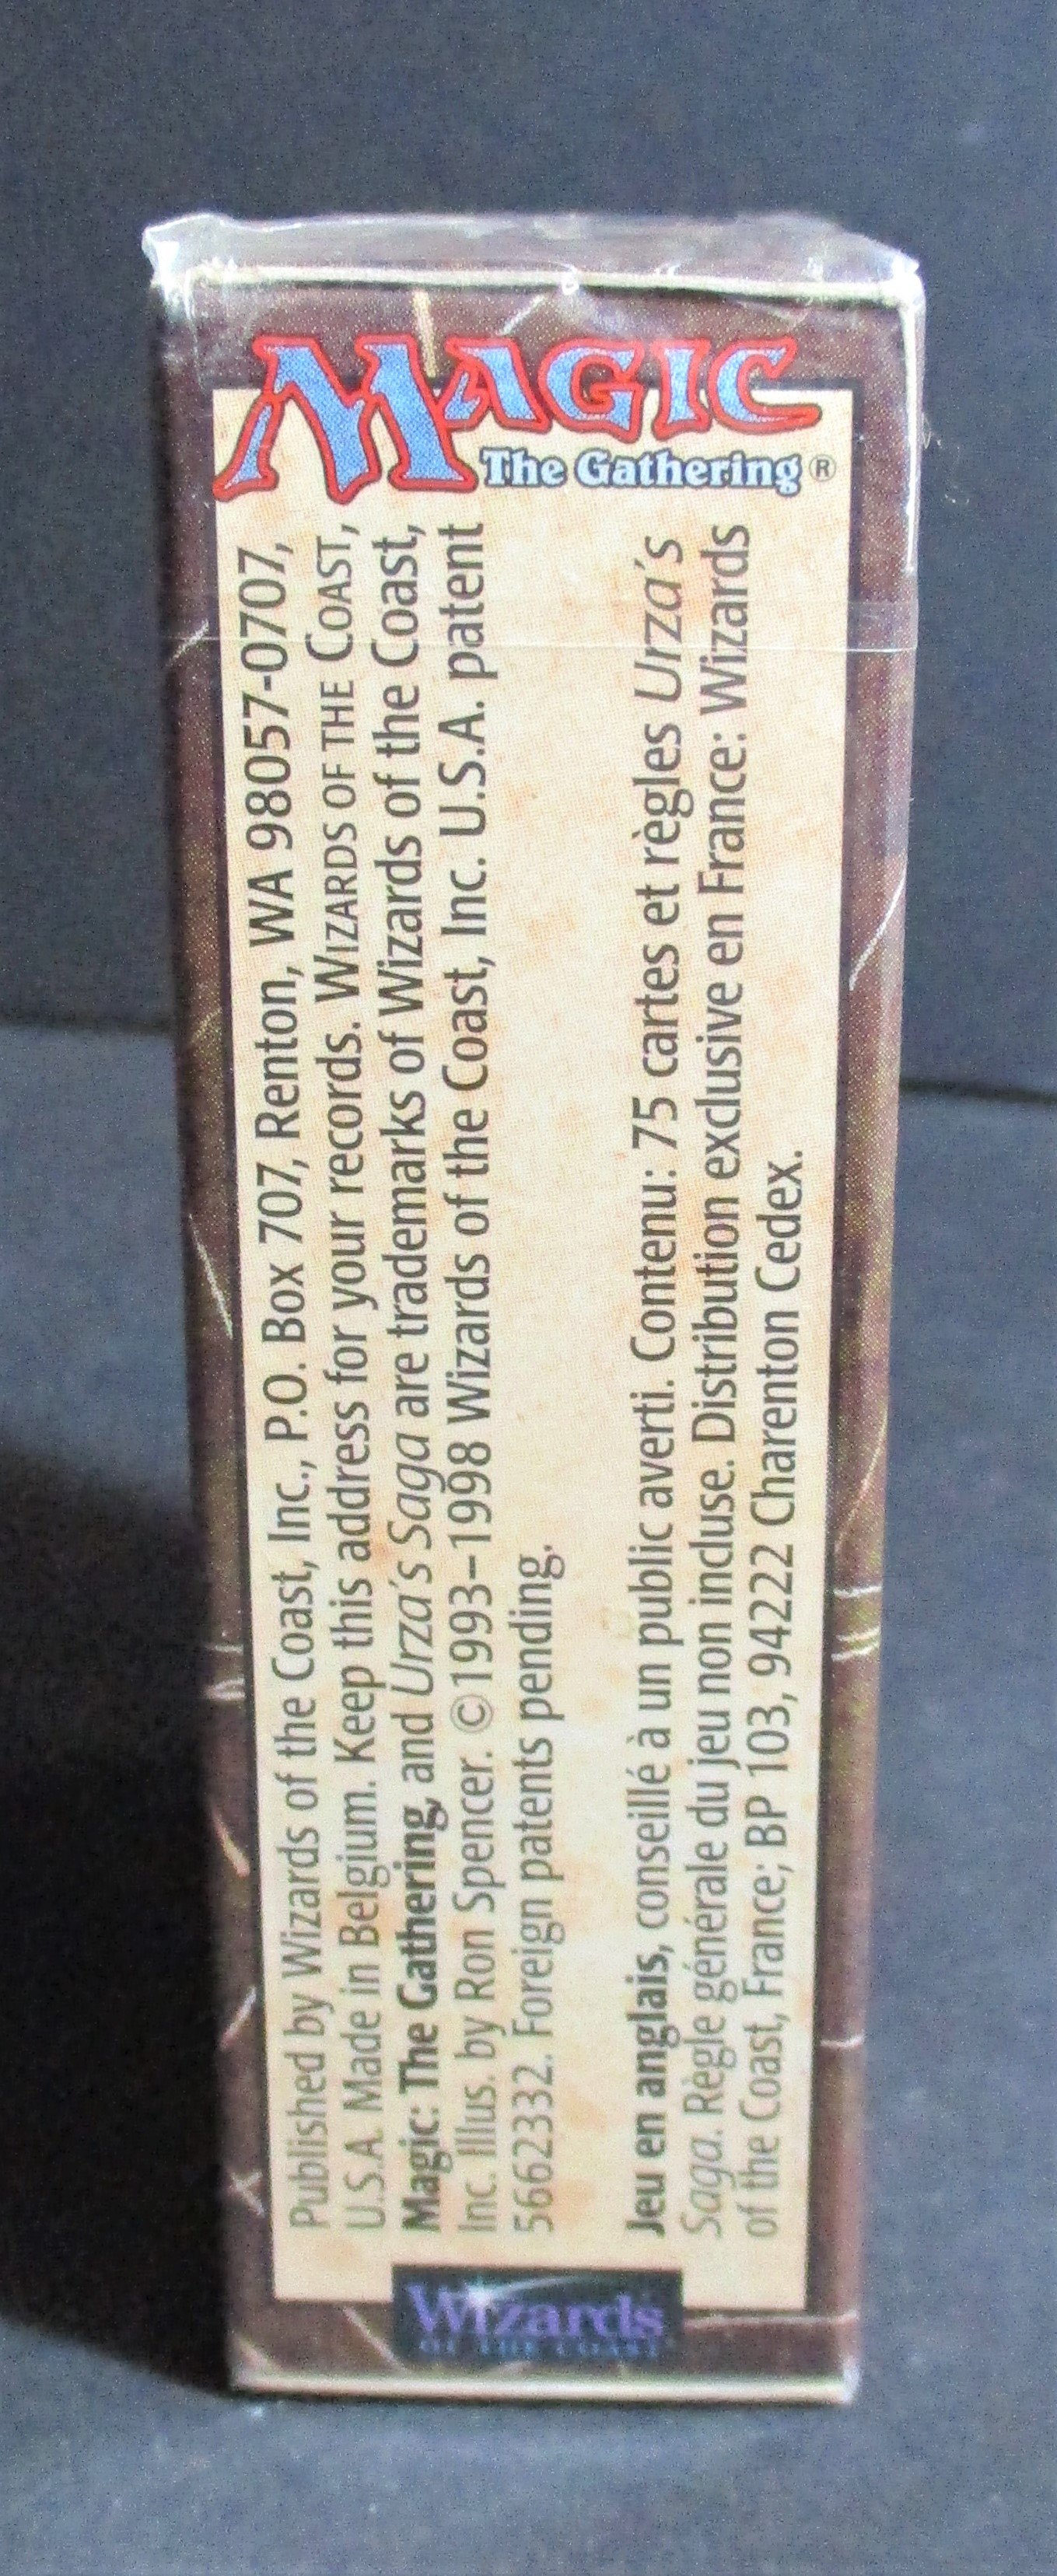 MAGIC
The Gathering®
Published by Wizards of the Coast, Inc., P.O. Box 707, Renton, WA 98057-0707,
U.S.A. Made in Belgium. Keep this address for your records. WIZARDS OF THE COAST,
Magic: The Gathering, and Urza's Saga are trademarks of Wizards of the Coast,
Inc. Illus. by Ron Spencer. ©1993–1998 Wizards of the Coast, Inc. U.S.A. patent
5662332. Foreign patents pending.
Jeu en anglais, conseillé à un public averti. Contenu: 75 cartes et règles Urza's
Saga. Règle générale du jeu non incluse. Distribution exclusive en France: Wizards
of the Coast, France; BP 103, 94222 Charenton Cedex.
Wizards
OF THE COAST